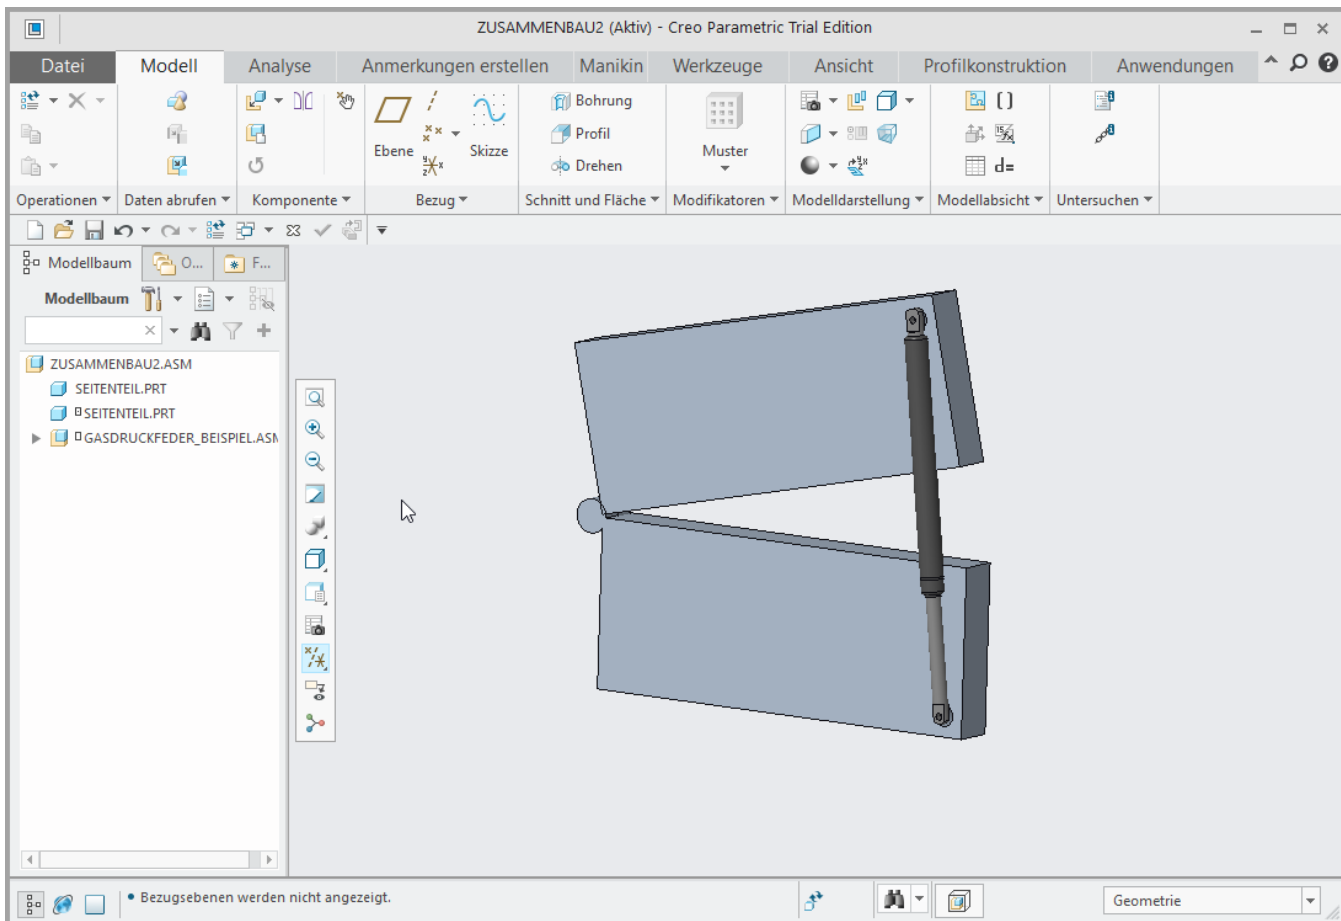 ZUSAMMENBAU2 (Aktiv) - Creo Parametric Trial Edition
Datei Modell Analyse Anmerkungen erstellen Manikin Werkzeuge Ansicht Profilkonstruktion Anwendungen
Ebene
Skizze
Bohrung
Profil
Drehen
Muster
d=
Operationen Daten abrufen Komponente Bezug Schnitt und Fläche Modifikatoren Modelldarstellung Modellabsicht Untersuchen
Modellbaum O... F...
Modellbaum
ZUSAMMENBAU2.ASM
SEITENTEIL.PRT
SEITENTEIL.PRT
GASDRUCKFEDER_BEISPIEL.ASM
• Bezugsebenen werden nicht angezeigt.
Geometrie